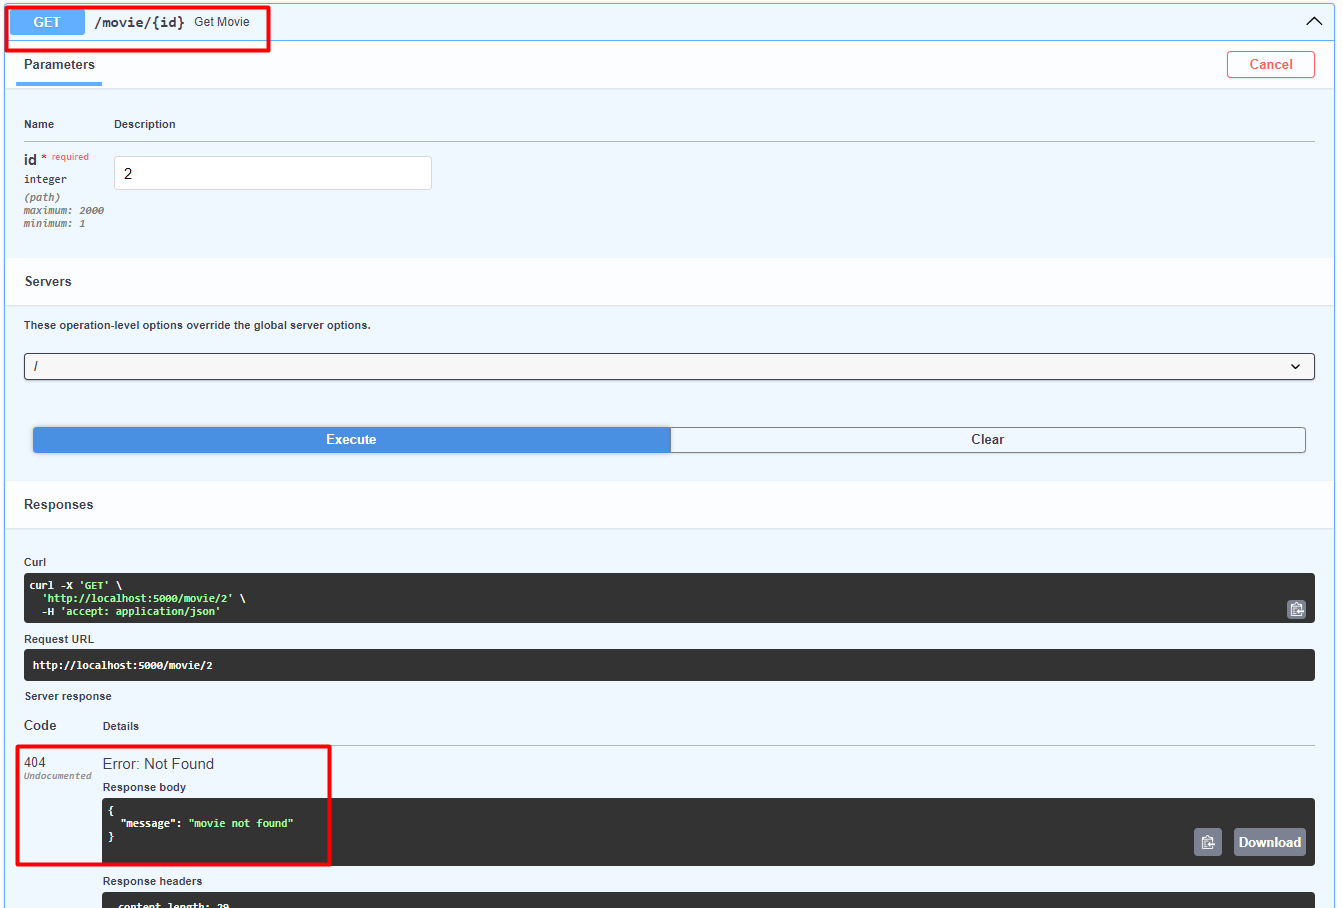 GET /movie/{id} Get Movie
Parameters
Cancel
Name Description
id * required
integer
(path)
maximum: 2000
minimum: 1
2
Servers
These operation-level options override the global server options.
/
Execute Clear
Responses
Curl
curl -X 'GET' \
'http://localhost:5000/movie/2' \
-H 'accept: application/json'
Request URL
http://localhost:5000/movie/2
Server response
Code Details
404
Undocumented
Error: Not Found
Response body
{
"message": "movie not found"
}
Download
Response headers
content-length: 29